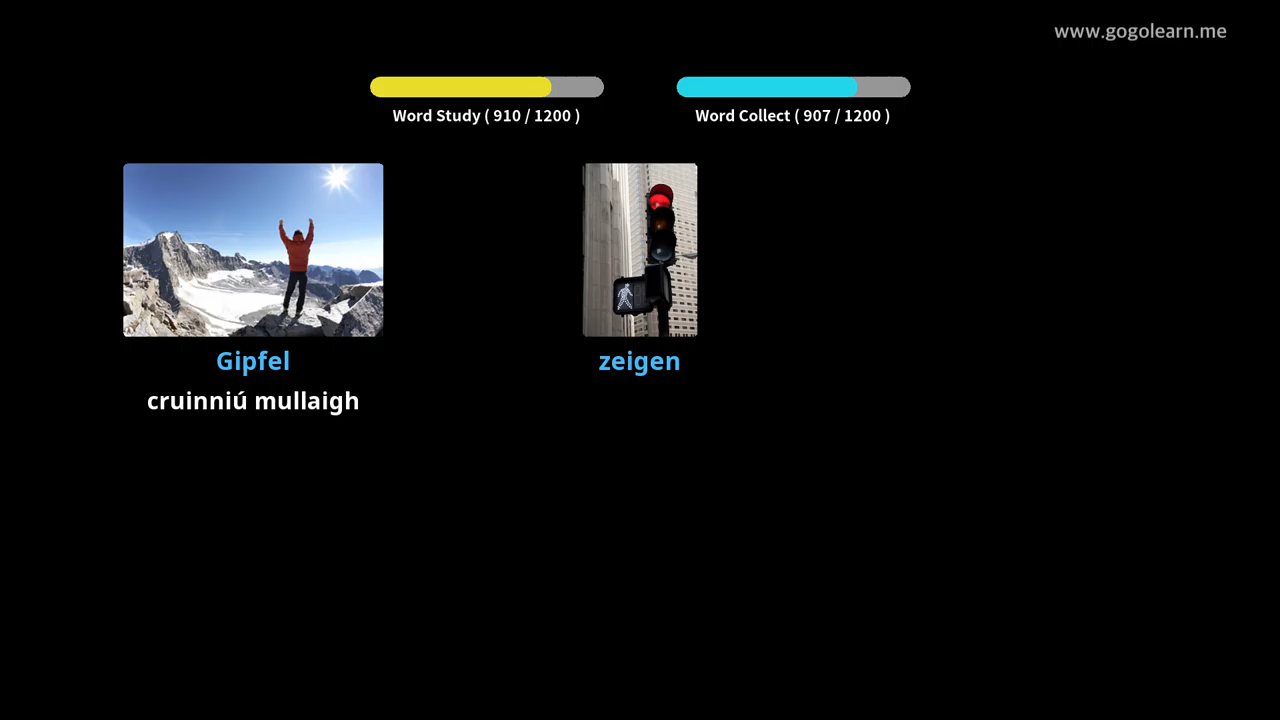 www.gogolearn.me
Word Study ( 910 / 1200 )
Word Collect ( 907 / 1200 )
Gipfel
zeigen
cruinniú mullaigh